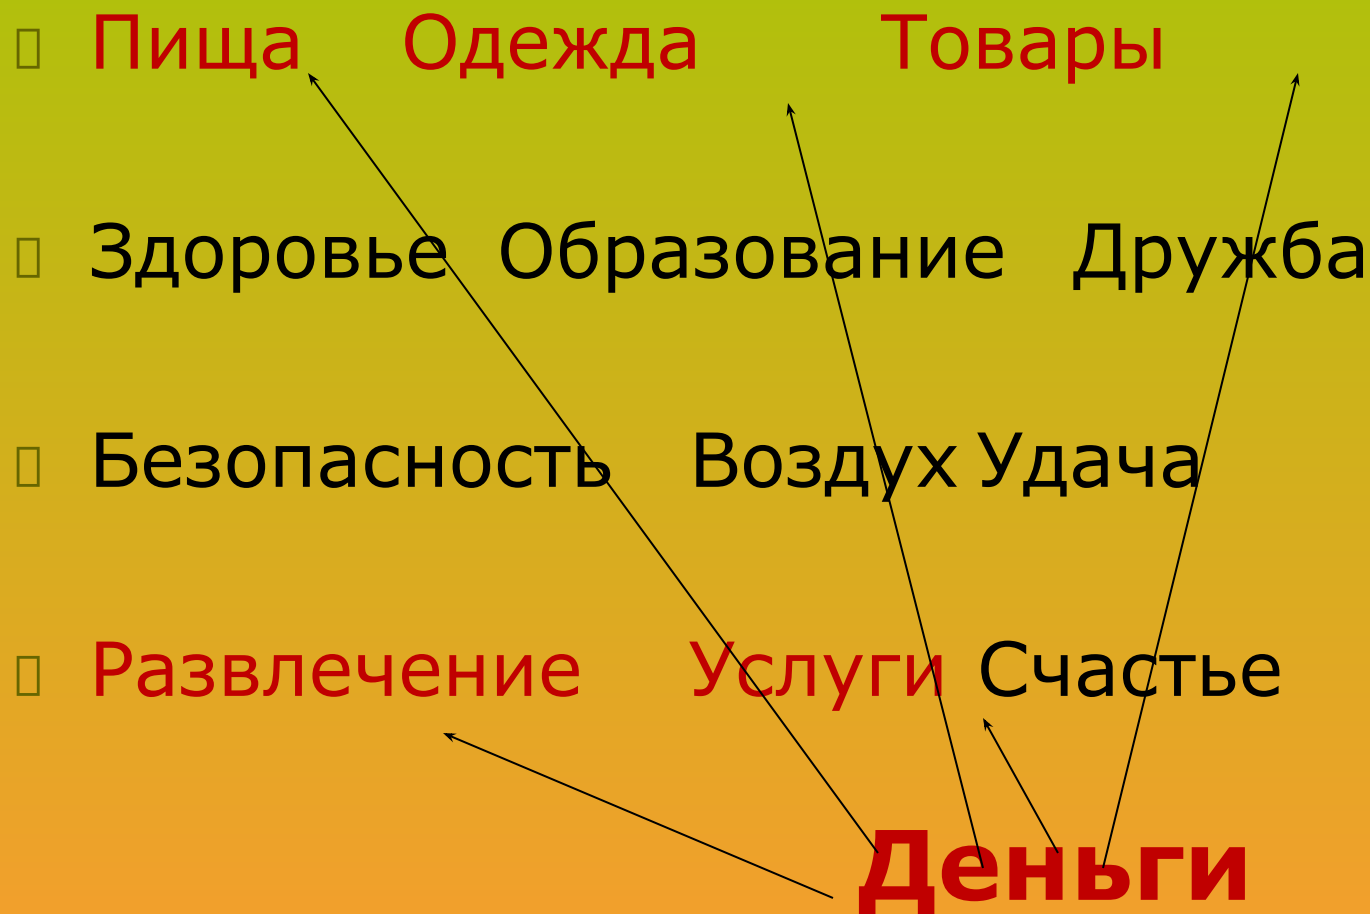 Пища Одежда Товары
Здоровье Образование Дружба
Безопасность Воздух Удача
Развлечение Услуги Счастье
Деньги